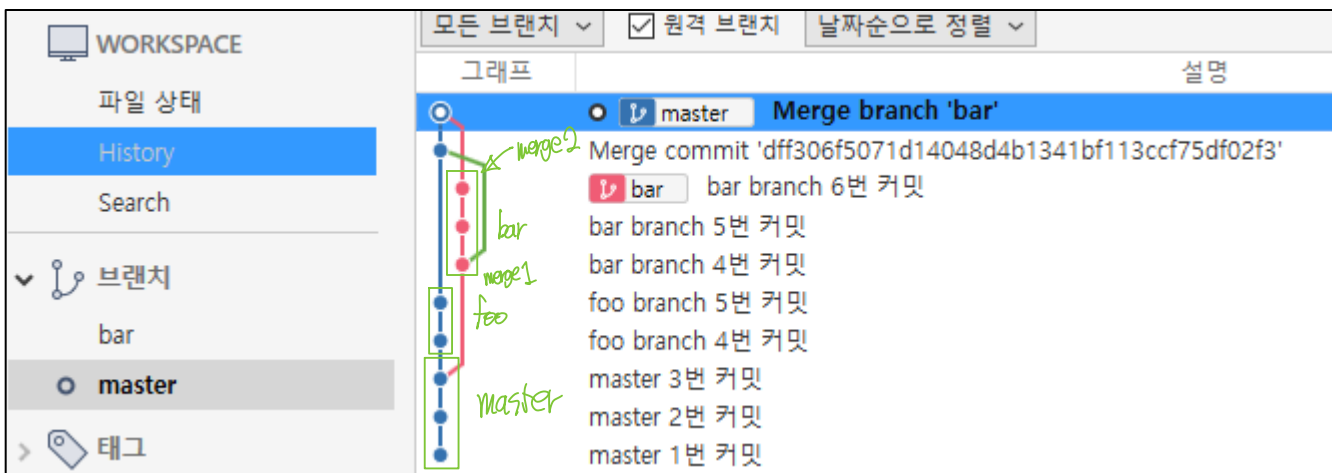 WORKSPACE
파일 상태
History
Search
브랜치
bar
master
태그
모든 브랜치 원격 브랜치 날짜순으로 정렬
그래프 설명
master Merge branch 'bar'
merge2 Merge commit 'dff306f5071d14048d4b1341bf113ccf75df02f3'
bar bar branch 6번 커밋
bar bar branch 5번 커밋
merge1 bar branch 4번 커밋
foo foo branch 5번 커밋
foo branch 4번 커밋
master 3번 커밋
master master 2번 커밋
master 1번 커밋